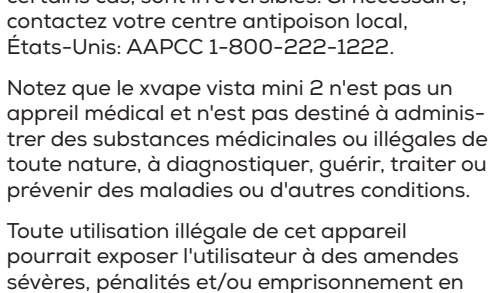 certains cas, sont irréversibles. Si nécessaire,
contactez votre centre antipoison local,
États-Unis: AAPCC 1-800-222-1222.
Notez que le xvape vista mini 2 n'est pas un
appreil médical et n'est pas destiné à adminis-
trer des substances médicinales ou illégales de
toute nature, à diagnostiquer, guérir, traiter ou
prévenir des maladies ou d'autres conditions.
Toute utilisation illégale de cet appareil
pourrait exposer l'utilisateur à des amendes
sévères, pénalités et/ou emprisonnement en